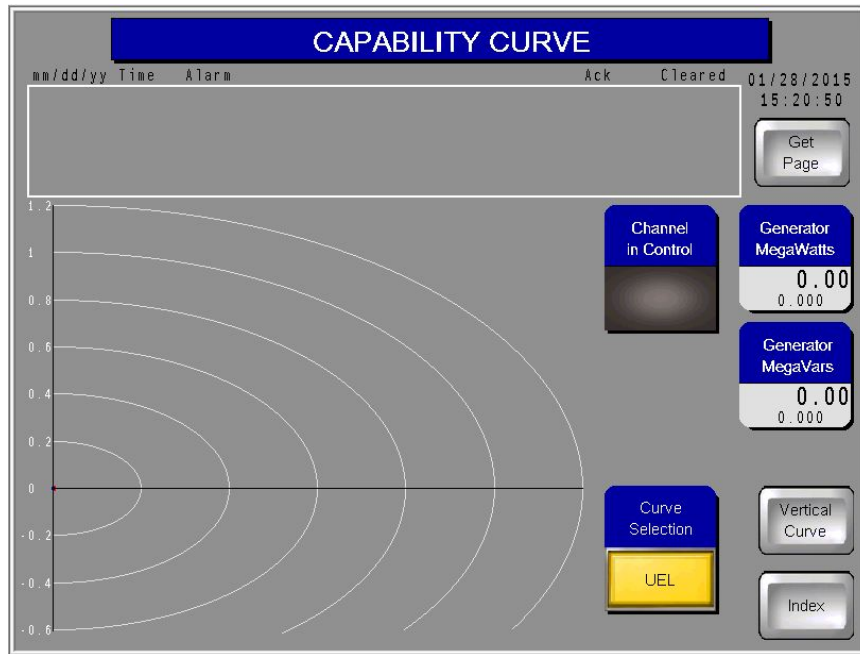 CAPABILITY CURVE
mm/dd/yy Time Alarm Ack Cleared
01/28/2015
15:20:50
Get
Page
1.2
1
0.8
0.6
0.4
0.2
0
-0.2
-0.4
-0.6
Channel
in Control
Generator
MegaWatts
0.00
0.000
Generator
MegaVars
0.00
0.000
Curve
Selection
UEL
Vertical
Curve
Index